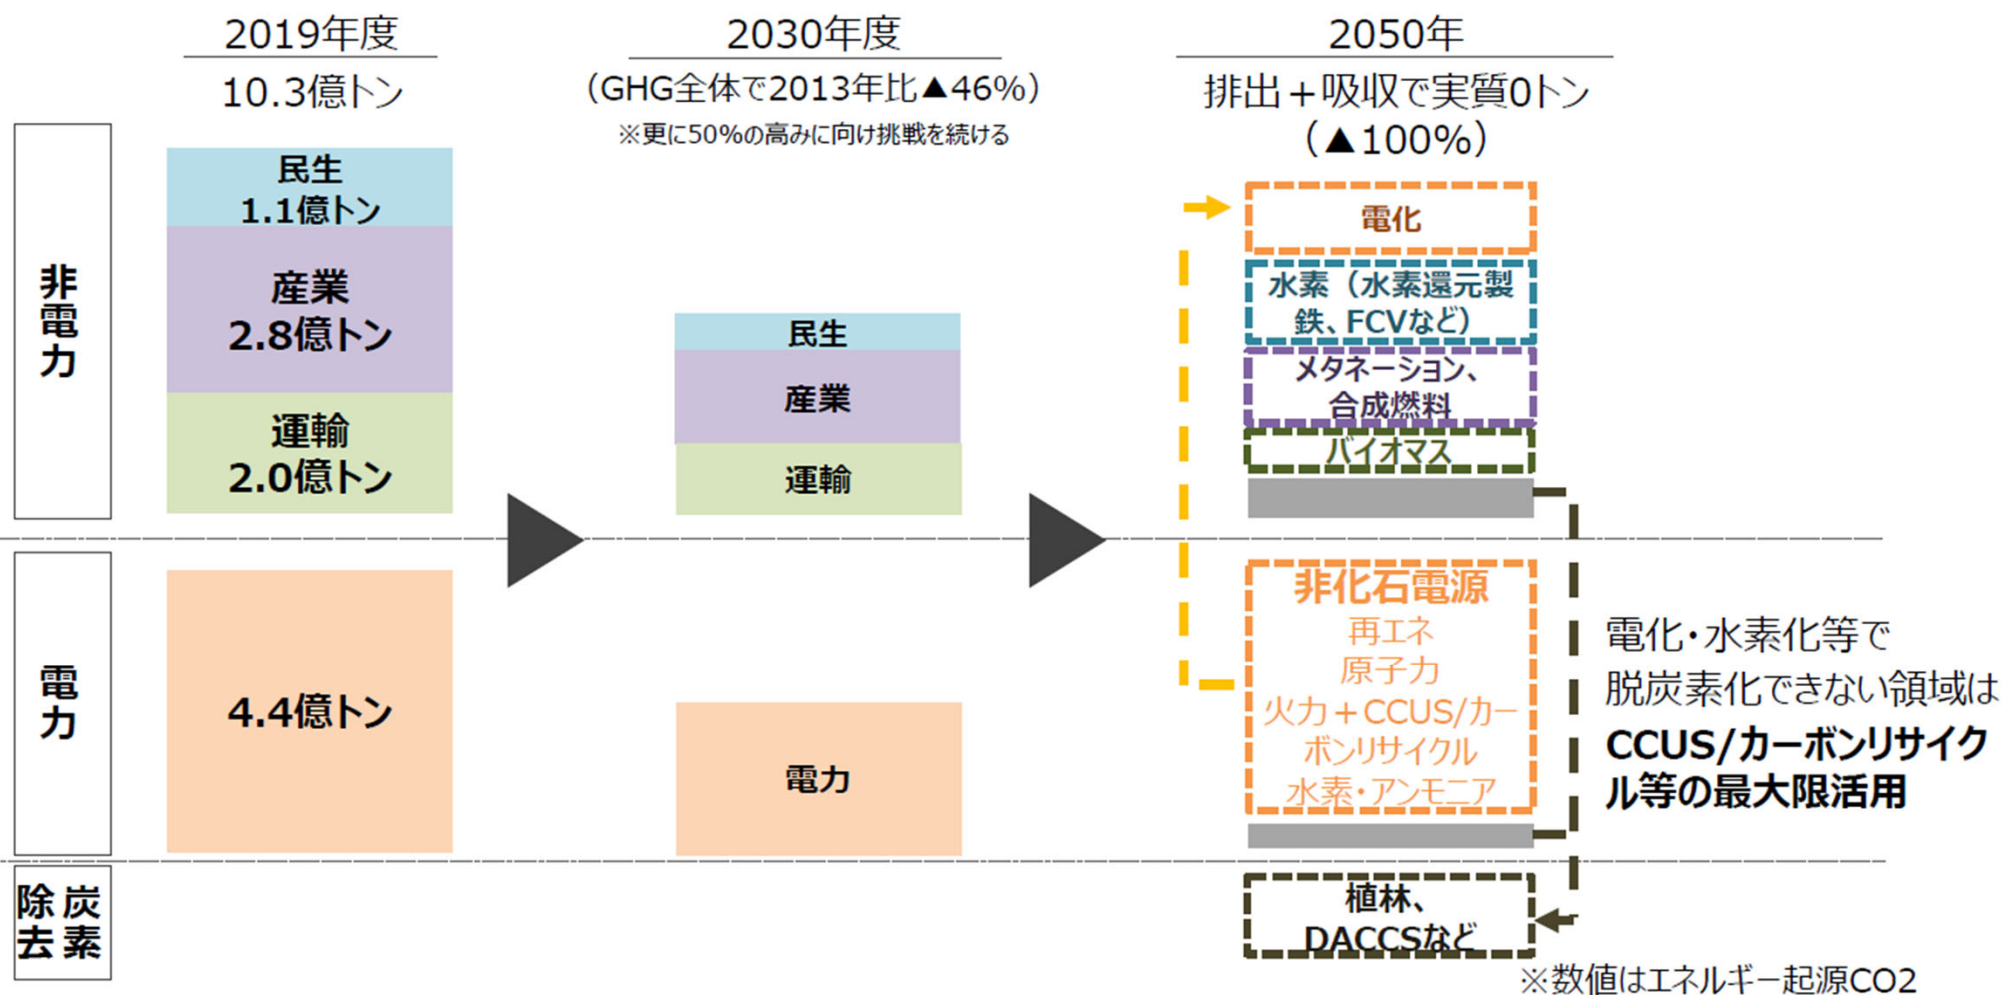 2019年度
10.3億トン
2030年度
(GHG全体で2013年比▲46%)
※更に50%の高みに向け挑戦を続ける
2050年
排出+吸収で実質0トン
(▲100%)
非電力
民生
1.1億トン
産業
2.8億トン
運輸
2.0億トン
民生
産業
運輸
電化
水素(水素還元製
鉄、FCVなど)
メタネーション、
合成燃料
バイオマス
電力
4.4億トン
電力
非化石電源
再エネ
原子力
火力+CCUS/カー
ボンリサイクル
水素・アンモニア
電化・水素化等で
脱炭素化できない領域は
CCUS/カーボンリサイク
ル等の最大限活用
炭素
除去
植林、
DACCSなど
※数値はエネルギー起源CO2